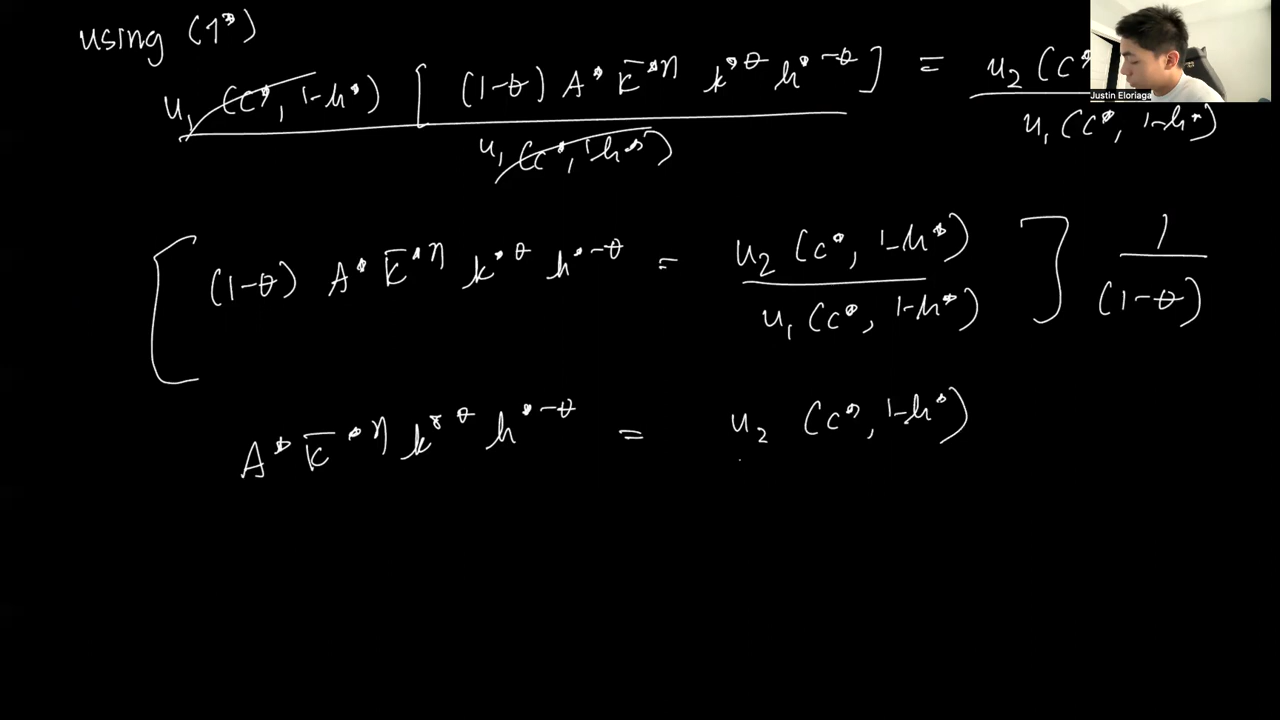 using (1*)
u₁(c*, 1-h*) [ (1-θ) A* K̄*^η k*^θ h*^-θ ] = u₂ (c*
u₁(c*, 1-h*) u₁ (c*, 1-h*)
Justin Eloriaga
[ (1-θ) A* K̄*^η k*^θ h*^-θ = u₂ (c*, 1-h*) ] 1
u₁ (c*, 1-h*) (1-θ)
A* K̄*^η k*^θ h*^-θ = u₂ (c*, 1-h*)